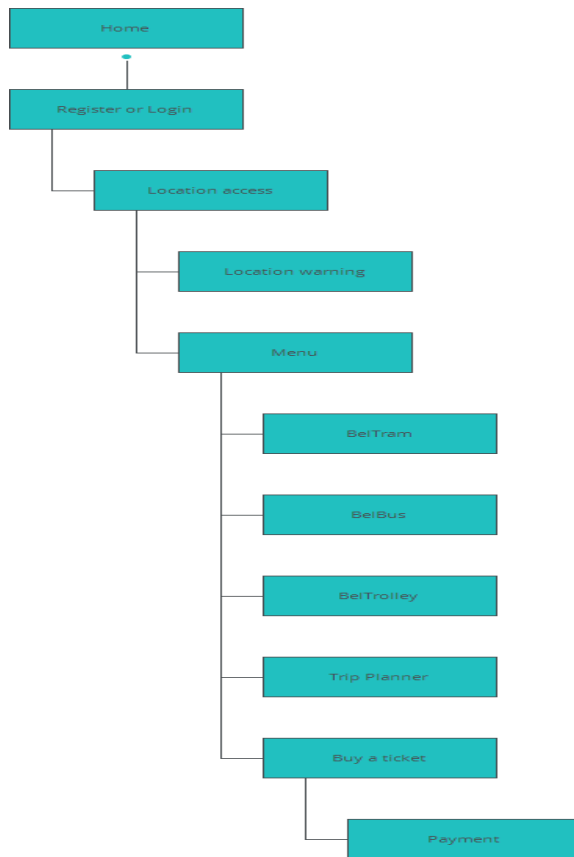 Home
Register or Login
Location access
Location warning
Menu
BelTram
BelBus
BelTrolley
Trip Planner
Buy a ticket
Payment